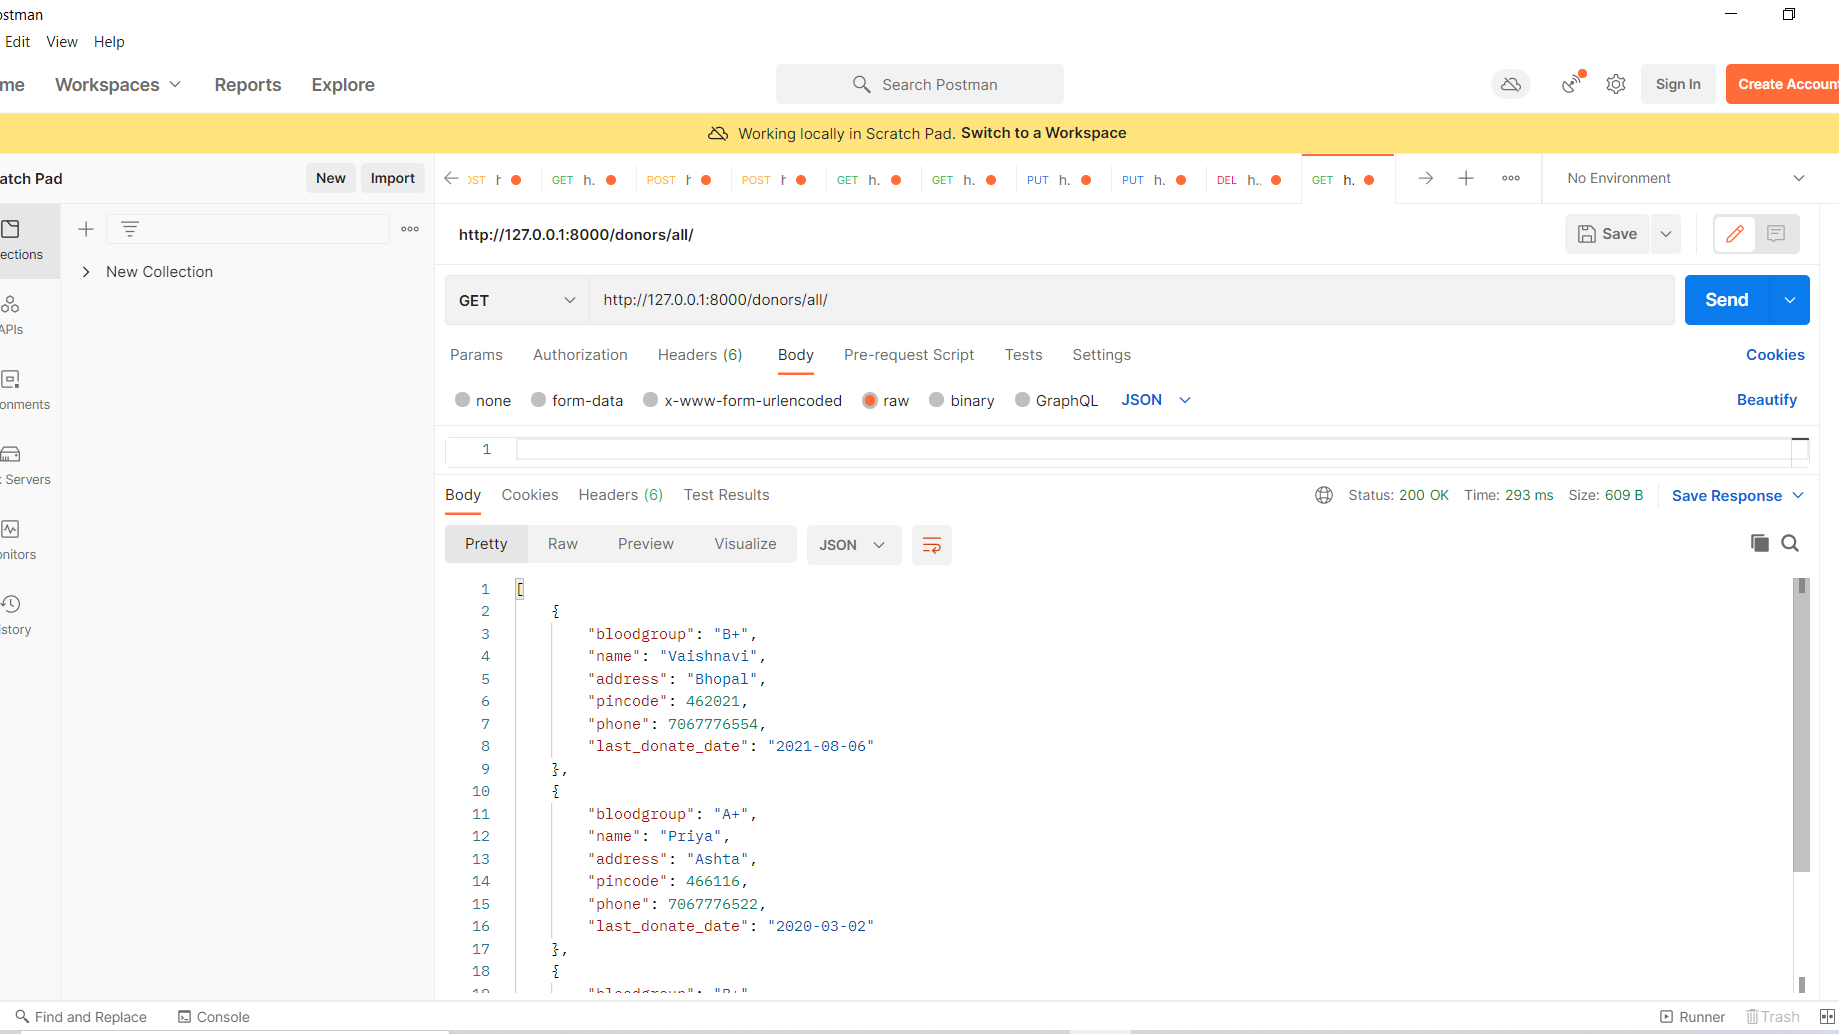 ostman
Edit View Help
me Workspaces Reports Explore Search Postman Sign In Create Accoun
Working locally in Scratch Pad. Switch to a Workspace
atch Pad New Import OST h GET h. POST h POST h GET h. GET h. PUT h. PUT h. DEL h.. GET h. No Environment
http://127.0.0.1:8000/donors/all/ Save
ections
New Collection
GET http://127.0.0.1:8000/donors/all/ Send
APIs
Params Authorization Headers (6) Body Pre-request Script Tests Settings Cookies
onments
none form-data x-www-form-urlencoded raw binary GraphQL JSON Beautify
1
Servers
Body Cookies Headers (6) Test Results Status: 200 OK Time: 293 ms Size: 609 B Save Response
onitors
Pretty Raw Preview Visualize JSON
istory
1 [
2 {
3 "bloodgroup": "B+",
4 "name": "Vaishnavi",
5 "address": "Bhopal",
6 "pincode": 462021,
7 "phone": 7067776554,
8 "last_donate_date": "2021-08-06"
9 },
10 {
11 "bloodgroup": "A+",
12 "name": "Priya",
13 "address": "Ashta",
14 "pincode": 466116,
15 "phone": 7067776522,
16 "last_donate_date": "2020-03-02"
17 },
18 {
19 "bloodgroup": "B+"
Find and Replace Console Runner Trash